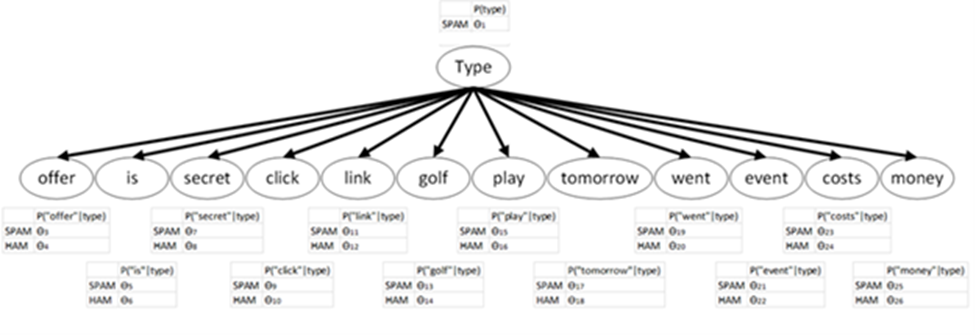 P(type)
SPAM Θ₁
Type
offer is secret click link golf play tomorrow went event costs money
P("offer"|type) P("secret"|type) P("link"|type) P("play"|type) P("went"|type) P("costs"|type)
SPAM Θ₃ SPAM Θ₇ SPAM Θ₁₁ SPAM Θ₁₅ SPAM Θ₁₉ SPAM Θ₂₃
HAM Θ₄ HAM Θ₈ HAM Θ₁₂ HAM Θ₁₆ HAM Θ₂₀ HAM Θ₂₄
P("is"|type) P("click"|type) P("golf"|type) P("tomorrow"|type) P("event"|type) P("money"|type)
SPAM Θ₅ SPAM Θ₉ SPAM Θ₁₃ SPAM Θ₁₇ SPAM Θ₂₁ SPAM Θ₂₅
HAM Θ₆ HAM Θ₁₀ HAM Θ₁₄ HAM Θ₁₈ HAM Θ₂₂ HAM Θ₂₆